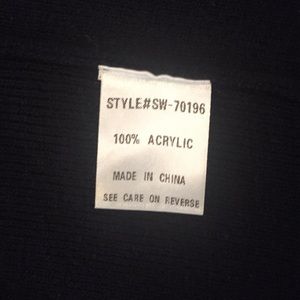 STYLE#SW-70196
100% ACRYLIC
MADE IN CHINA
SEE CARE ON REVERSE